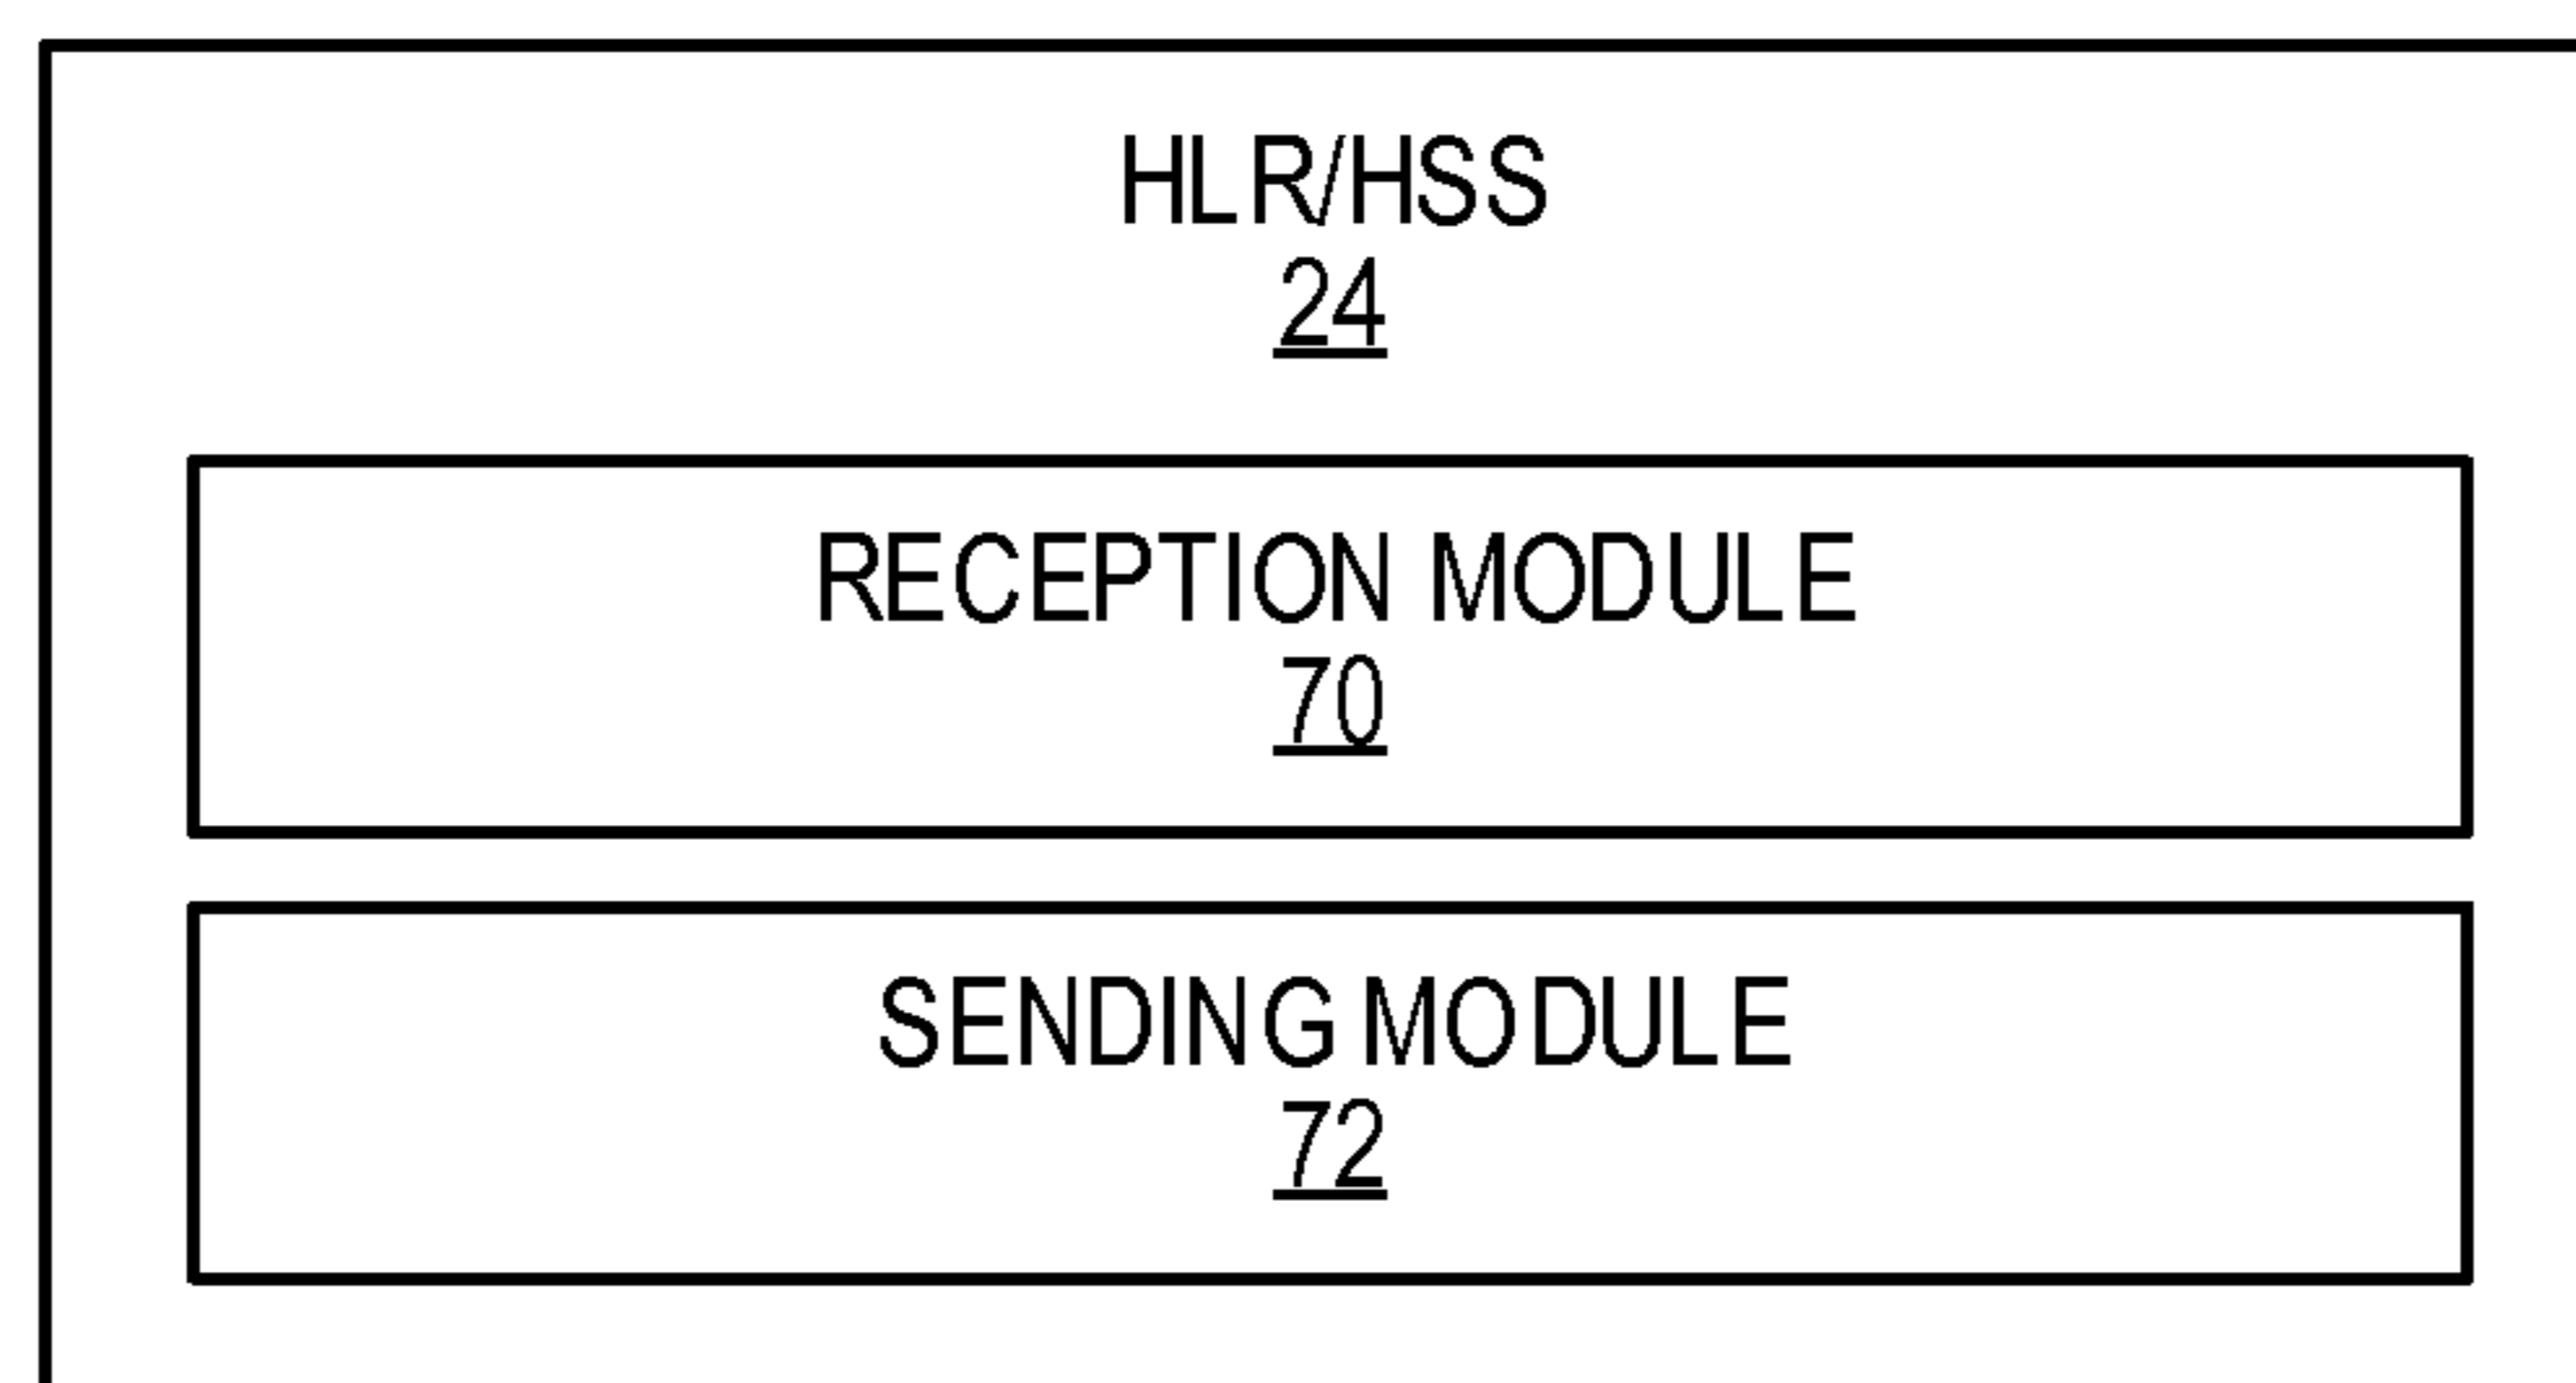 HLR/HSS
24
RECEPTION MODULE
70
SENDING MODULE
72